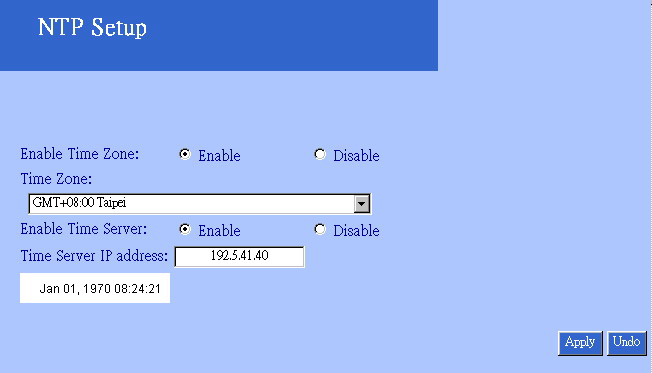 NTP Setup
Enable Time Zone: Enable Disable
Time Zone:
GMT+08:00 Taipei
Enable Time Server: Enable Disable
Time Server IP address: 192.5.41.40
Jan 01, 1970 08:24:21
Apply Undo